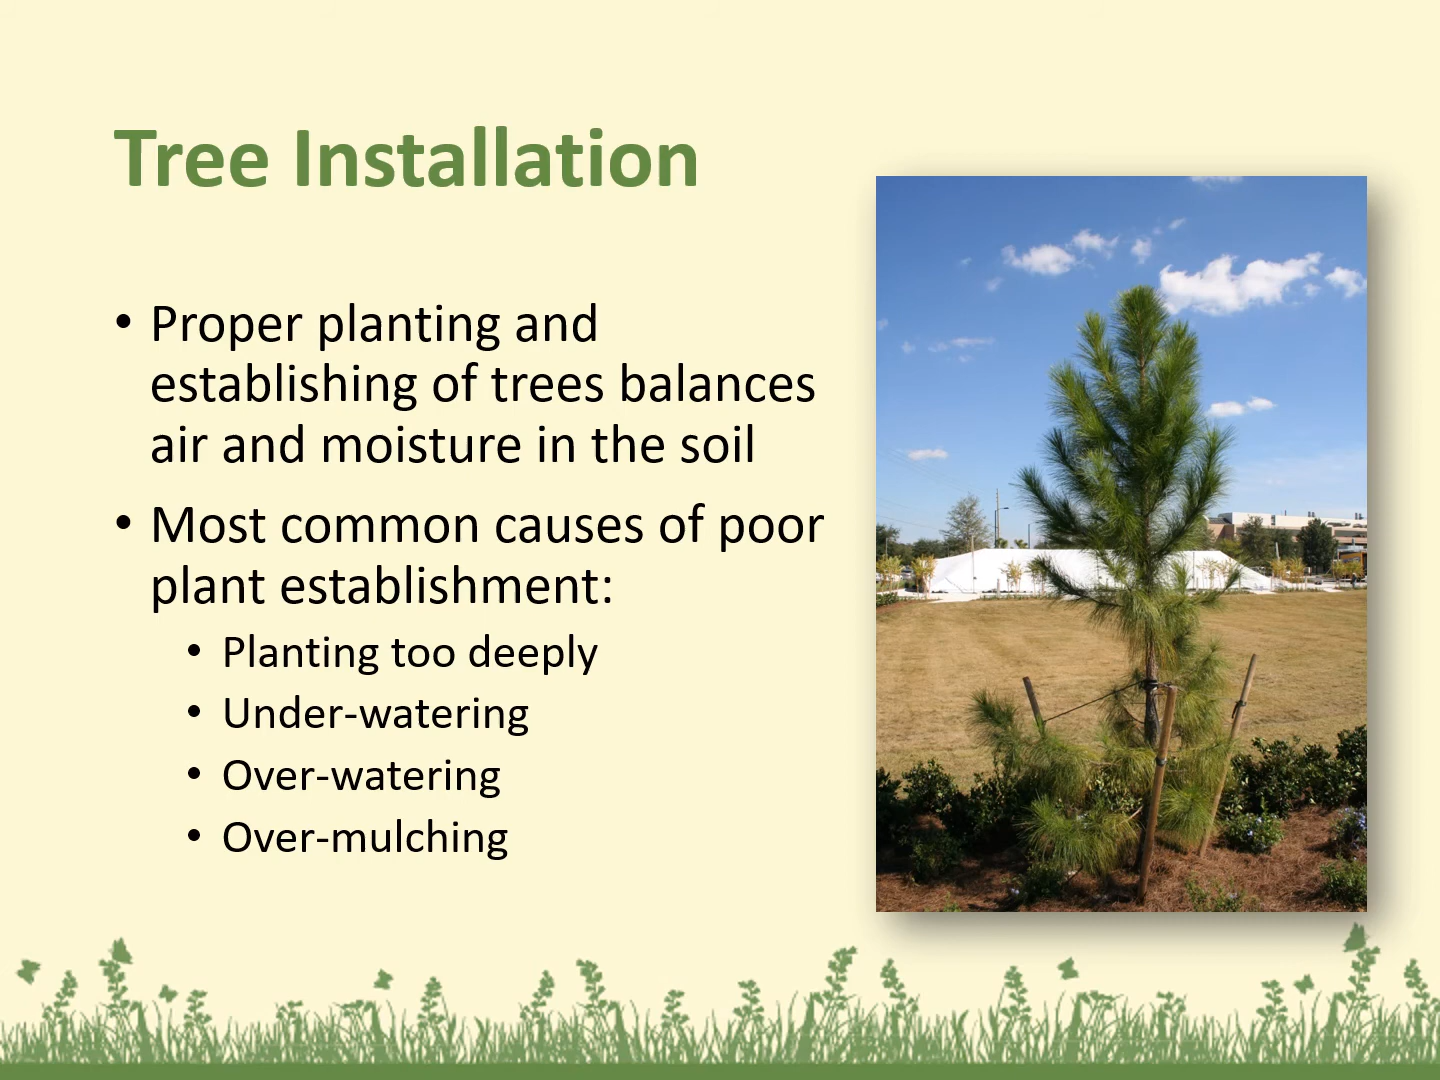 Tree Installation
• Proper planting and
establishing of trees balances
air and moisture in the soil
• Most common causes of poor
plant establishment:
• Planting too deeply
• Under-watering
• Over-watering
• Over-mulching